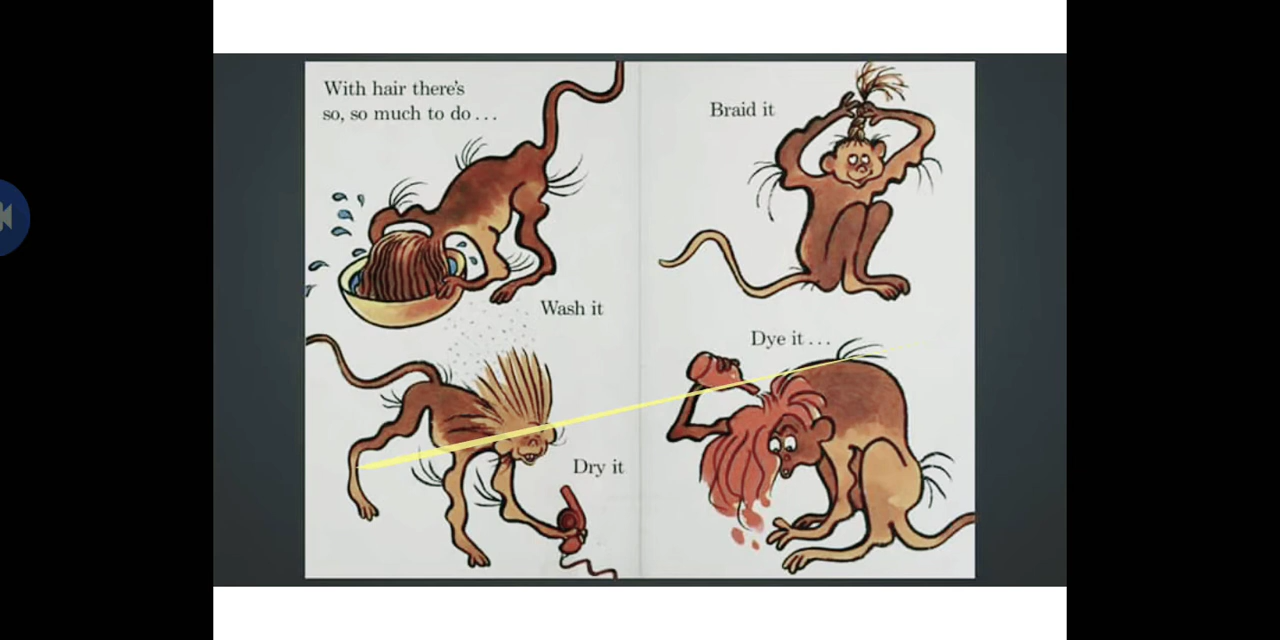 With hair there's
so, so much to do...
Wash it
Dry it
Braid it
Dye it...